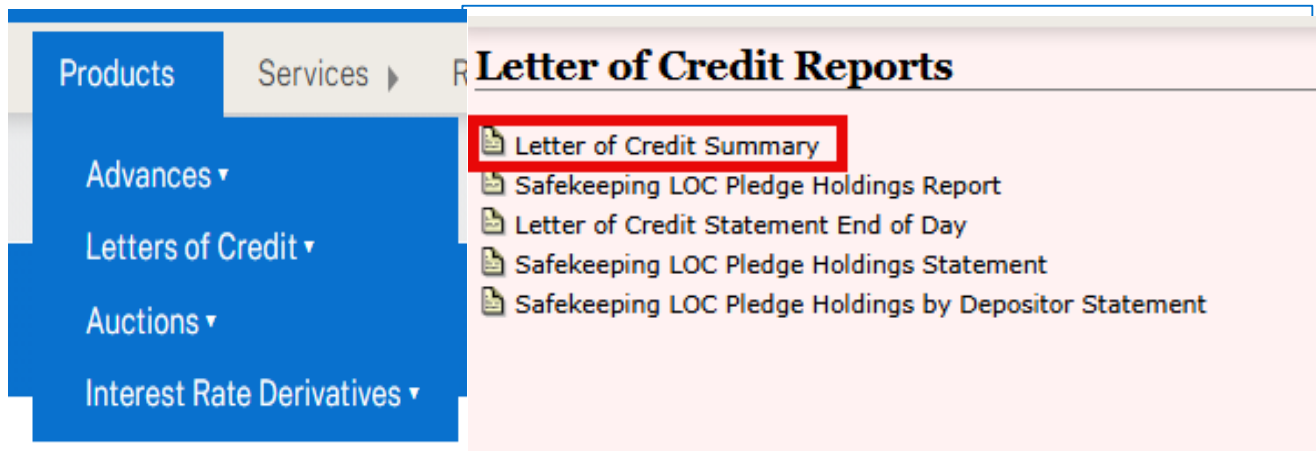 Products
Services
R
Advances
Letters of Credit
Auctions
Interest Rate Derivatives
Letter of Credit Reports
Letter of Credit Summary
Safekeeping LOC Pledge Holdings Report
Letter of Credit Statement End of Day
Safekeeping LOC Pledge Holdings Statement
Safekeeping LOC Pledge Holdings by Depositor Statement